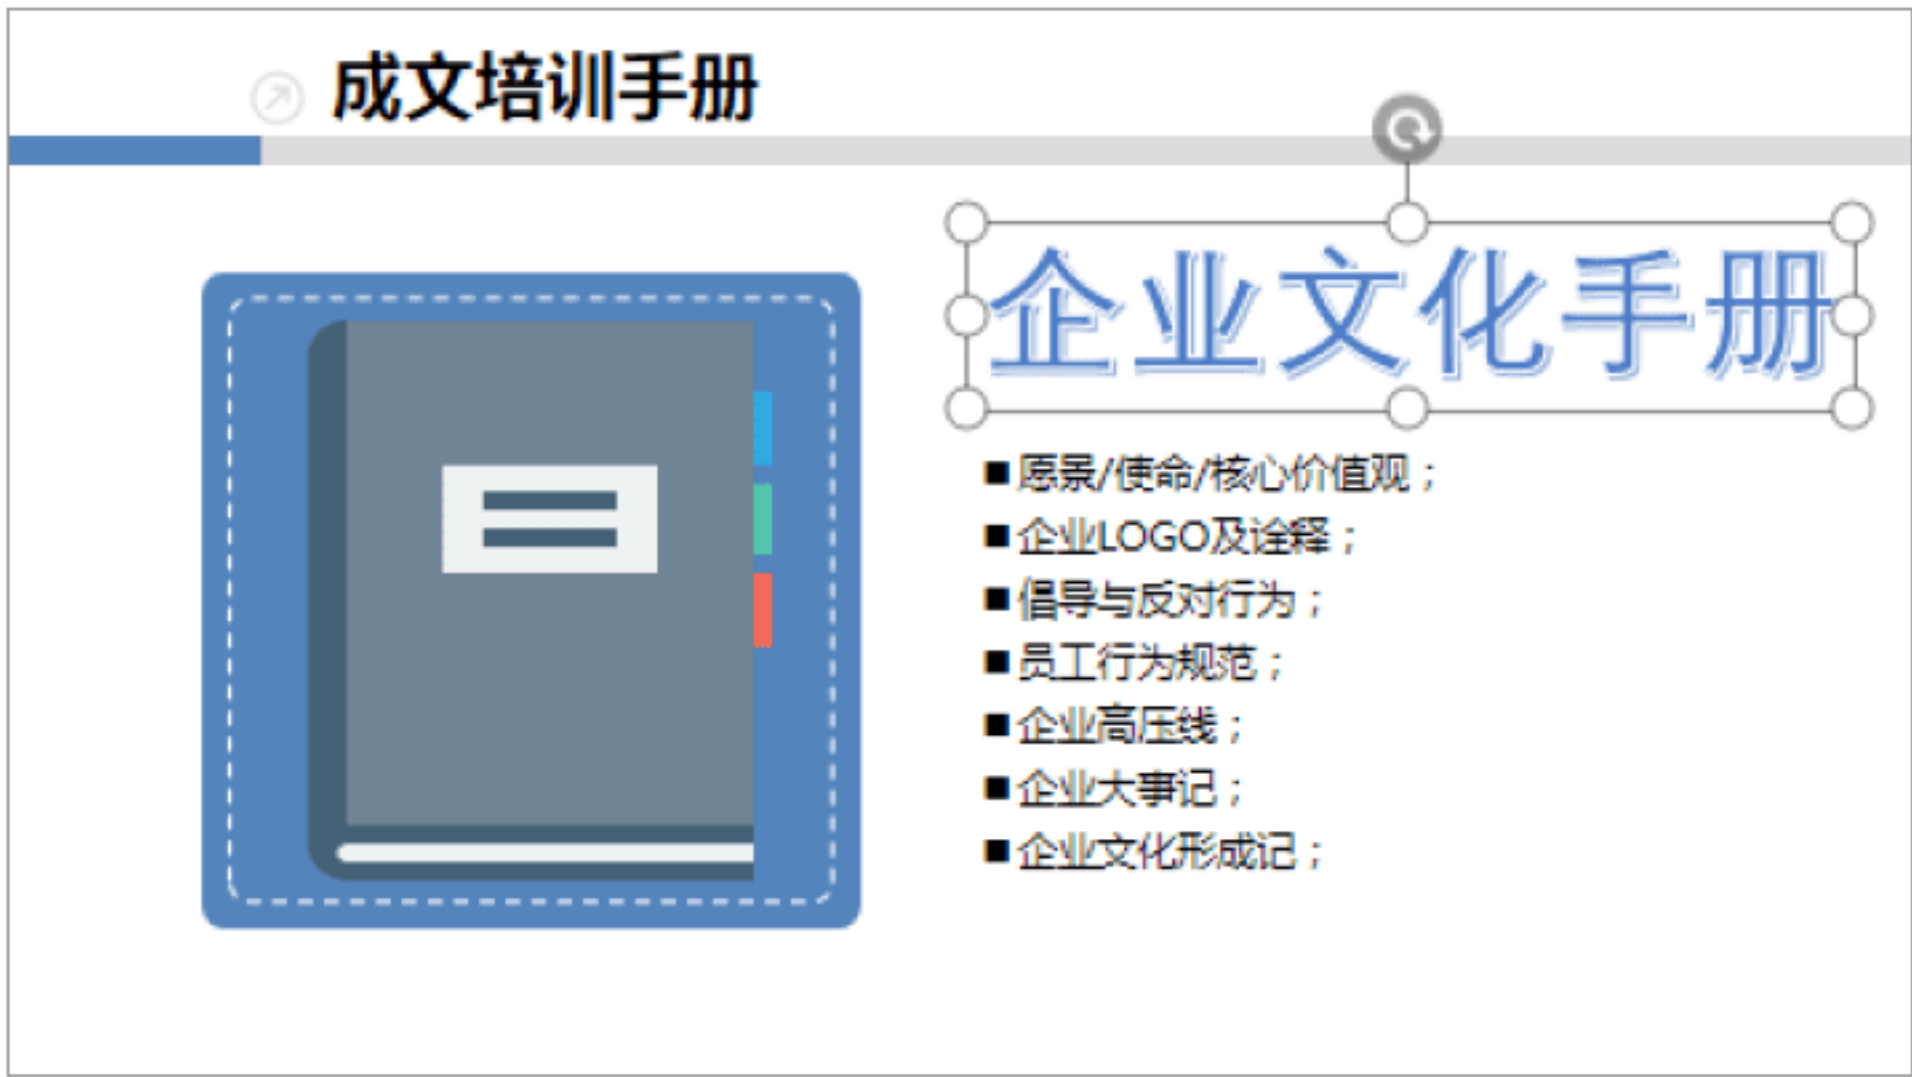 成文培训手册
企业文化手册
■愿景/使命/核心价值观；
■企业LOGO及诠释；
■倡导与反对行为；
■员工行为规范；
■企业高压线；
■企业大事记；
■企业文化形成记；